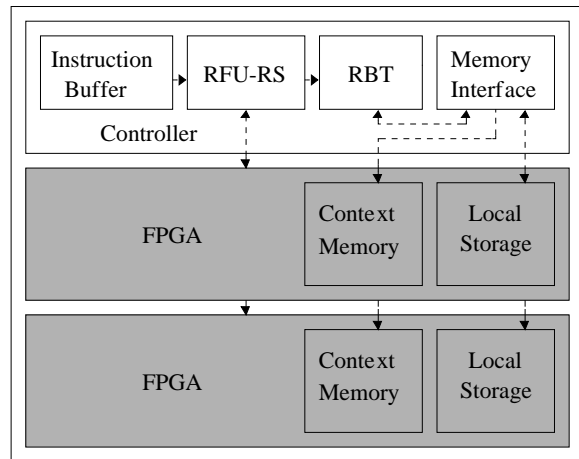 Instruction
Buffer
RFU-RS
RBT
Memory
Interface
Controller
FPGA
Context
Memory
Local
Storage
FPGA
Context
Memory
Local
Storage